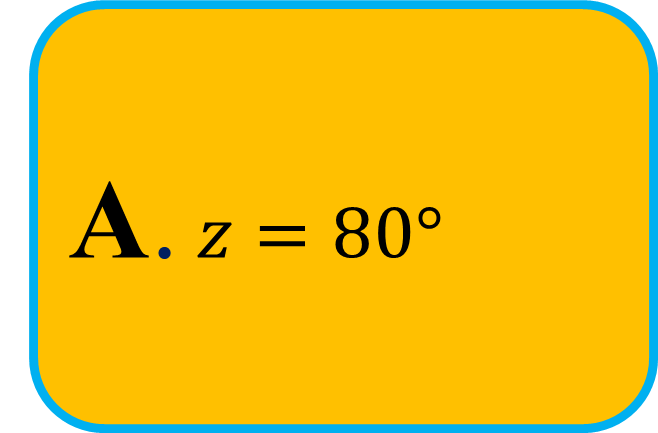 A. z = 80°